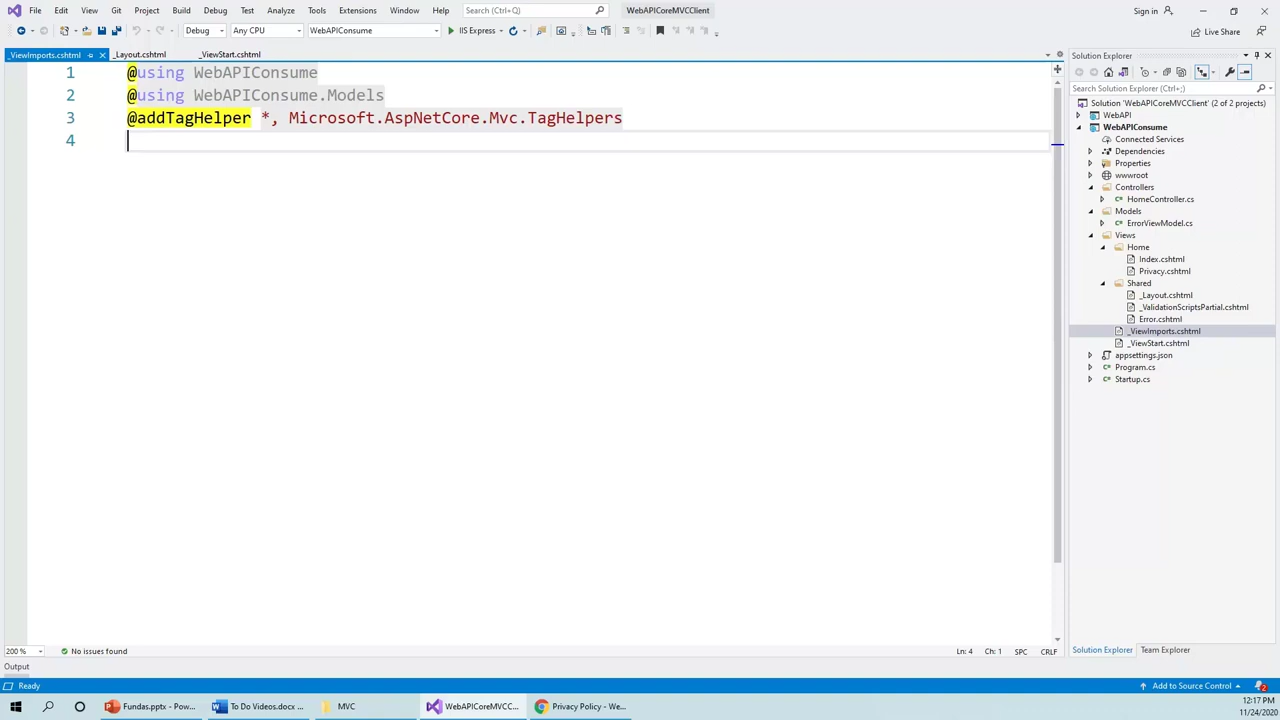 File Edit View Git Project Build Debug Test Analyze Tools Extensions Window Help Search (Ctrl+Q) WebAPICoreMVCClient Sign in
Debug Any CPU WebAPIConsume IIS Express Live Share
_ViewImports.cshtml _Layout.cshtml _ViewStart.cshtml
1 @using WebAPIConsume
2 @using WebAPIConsume.Models
3 @addTagHelper *, Microsoft.AspNetCore.Mvc.TagHelpers
4
Solution Explorer
Search Solution Explorer (Ctrl+;)
Solution 'WebAPICoreMVCClient' (2 of 2 projects)
WebAPI
WebAPIConsume
Connected Services
Dependencies
Properties
wwwroot
Controllers
HomeController.cs
Models
ErrorViewModel.cs
Views
Home
Index.cshtml
Privacy.cshtml
Shared
_Layout.cshtml
_ValidationScriptsPartial.cshtml
Error.cshtml
_ViewImports.cshtml
_ViewStart.cshtml
appsettings.json
Program.cs
Startup.cs
200 % No issues found Ln: 4 Ch: 1 SPC CRLF
Solution Explorer Team Explorer
Output
Ready Add to Source Control 2
Fundas.pptx - Pow... To Do Videos.docx ... MVC WebAPICoreMVCC... Privacy Policy - We...
12:17 PM
11/24/2020